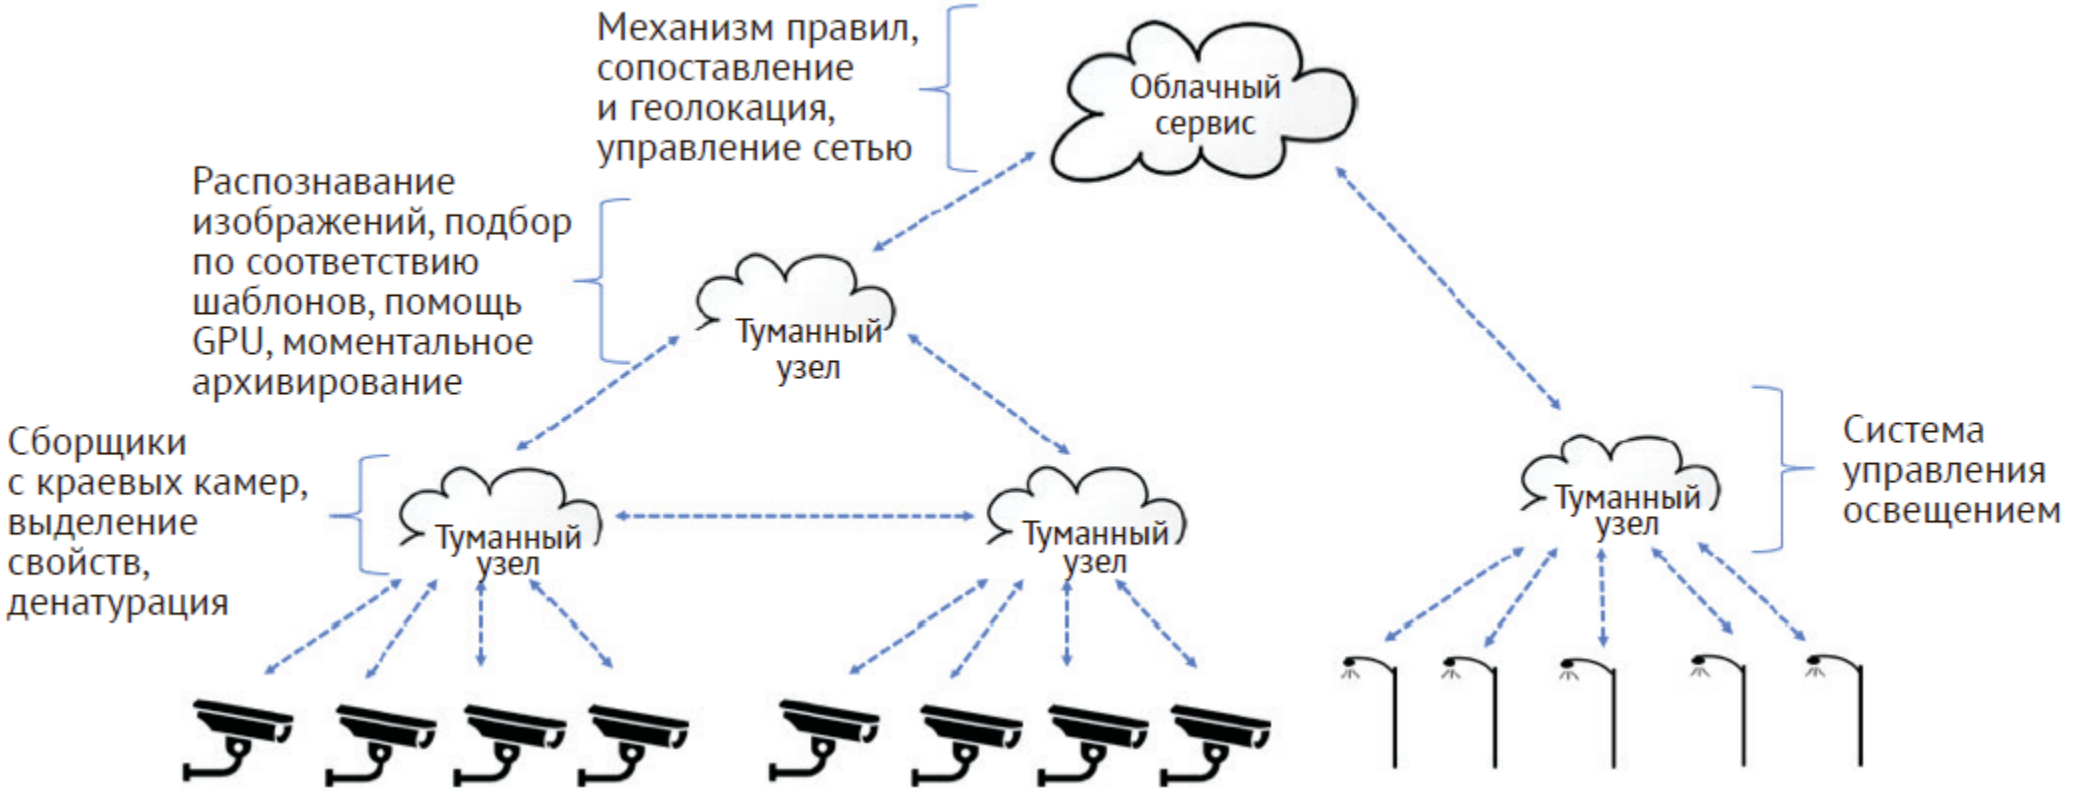 Механизм правил,
сопоставление
и геолокация,
управление сетью
Облачный
сервис
Распознавание
изображений, подбор
по соответствию
шаблонов, помощь
GPU, моментальное
архивирование
Туманный
узел
Сборщики
с краевых камер,
выделение
свойств,
денатурация
Туманный
узел
Туманный
узел
Туманный
узел
Система
управления
освещением